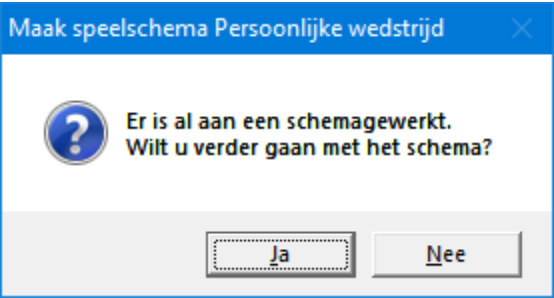 Maak speelschema Persoonlijke wedstrijd
Er is al aan een schemagewerkt.
Wilt u verder gaan met het schema?
Ja
Nee